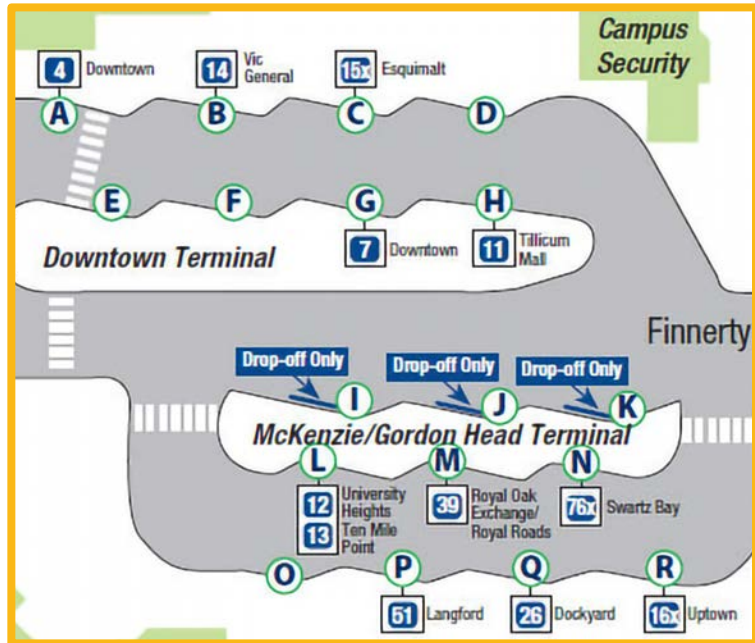 Campus
Security
4 Downtown
14 Vic
General
15x Esquimalt
A
B
C
D
E
F
G
H
Downtown Terminal
7 Downtown
11 Tillicum
Mall
Finnerty
Drop-off Only
Drop-off Only
Drop-off Only
I
J
K
McKenzie/Gordon Head Terminal
L
M
N
12 University
Heights
13 Ten Mile
Point
39 Royal Oak
Exchange/
Royal Roads
76x Swartz Bay
O
P
Q
R
51 Langford
26 Dockyard
16x Uptown